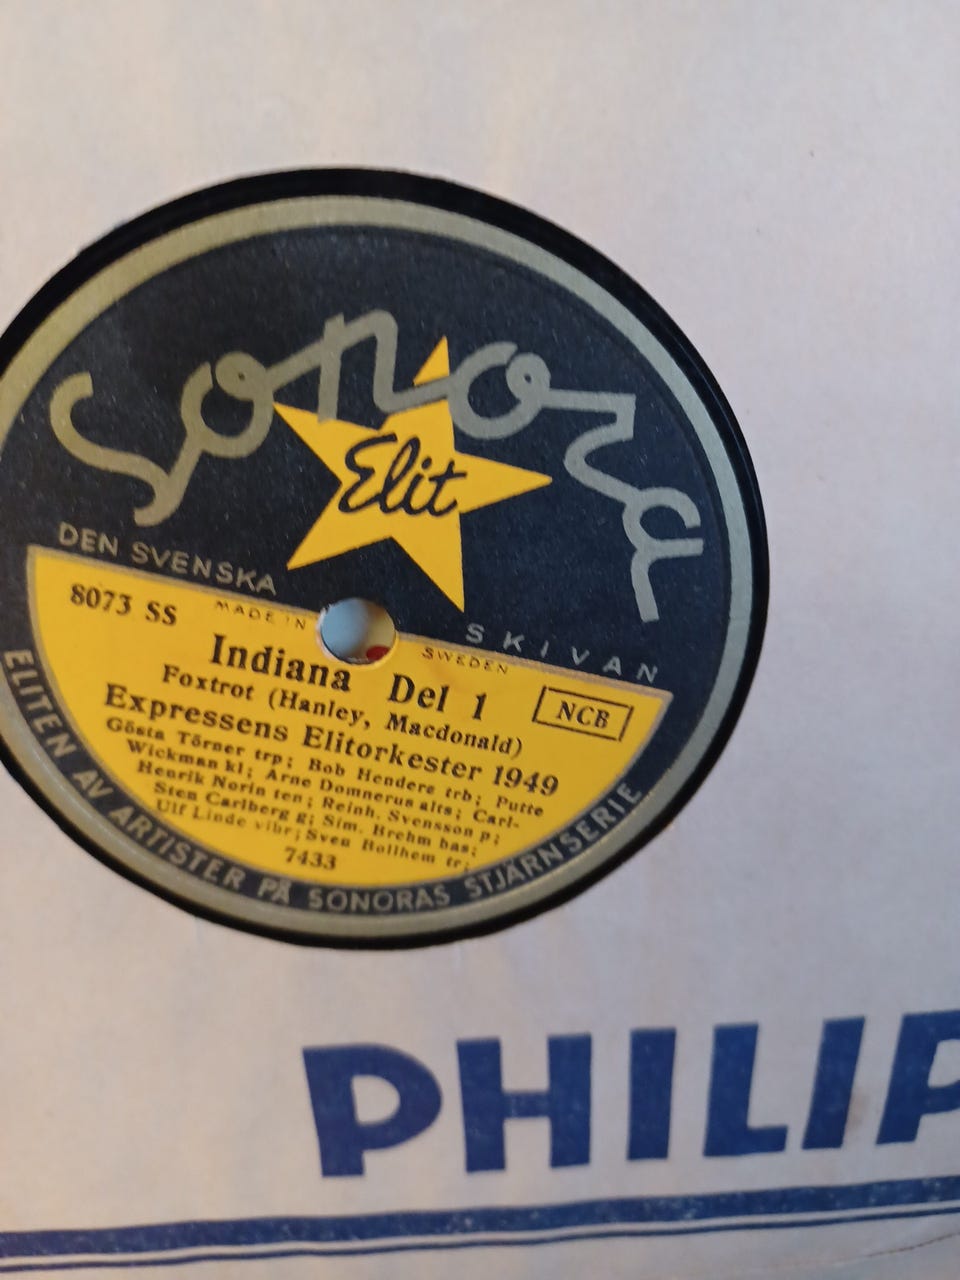 Sonora
Elit
DEN SVENSKA SKIVAN
8073 SS
MADE IN SWEDEN
Indiana Del 1
NCB
Foxtrot (Hanley, Macdonald)
Expressens Elitorkester 1949
Gösta Törner trp; Bob Henders trb; Putte
Wickman kl; Arne Domnerus alts; Carl-
Henrik Norin ten; Reinh. Svensson p;
Sten Carlberg g; Sim. Brehm bas;
Ulf Linde vibr; Sven Bollhem tr;
7433
ELITEN AV ARTISTER PÅ SONORAS STJÄRNSERIE
PHILIP